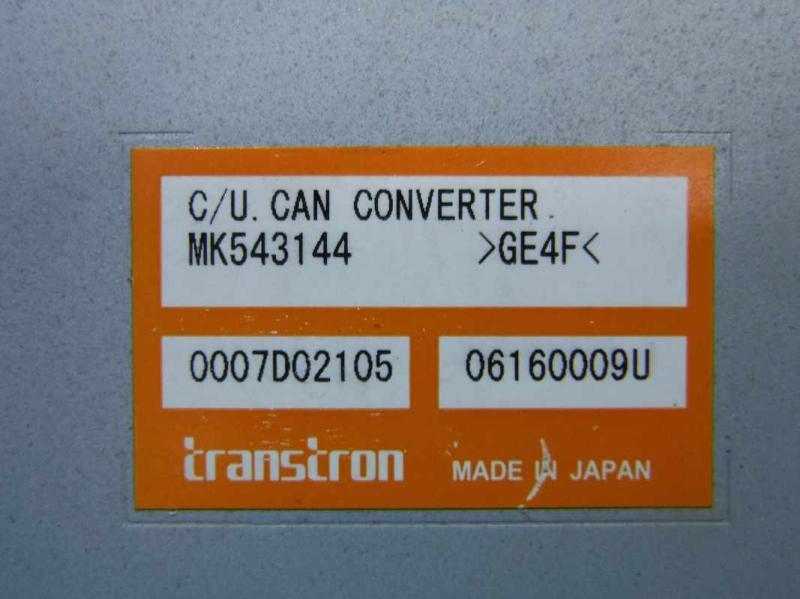 C/U. CAN CONVERTER.
MK543144 >GE4F<
0007D02105 06160009U
transtron MADE IN JAPAN